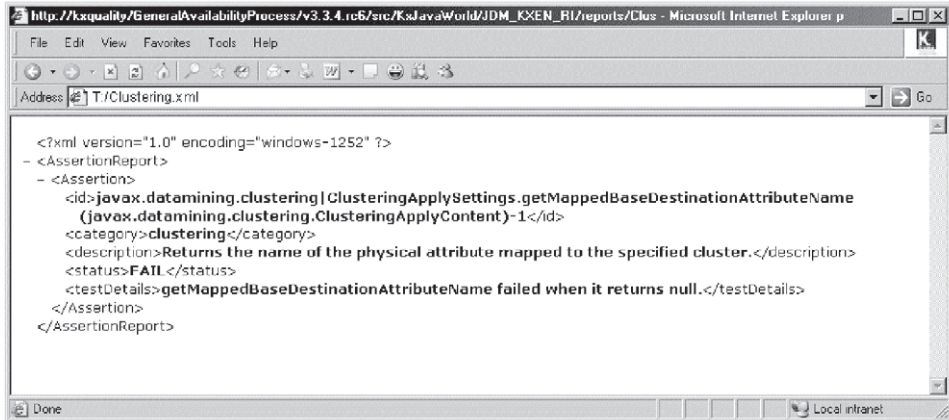 http://kxquality/GeneralAvailabilityProcess/v3.3.4.rc6/src/KxJavaWorld/JDM_KXEN_RI/reports/Clus - Microsoft Internet Explorer p
File Edit View Favorites Tools Help
K
Address T:/Clustering.xml Go
<?xml version="1.0" encoding="windows-1252" ?>
- <AssertionReport>
- <Assertion>
<id>javax.datamining.clustering|ClusteringApplySettings.getMappedBaseDestinationAttributeName
(javax.datamining.clustering.ClusteringApplyContent)-1</id>
<category>clustering</category>
<description>Returns the name of the physical attribute mapped to the specified cluster.</description>
<status>FAIL</status>
<testDetails>getMappedBaseDestinationAttributeName failed when it returns null.</testDetails>
</Assertion>
</AssertionReport>
Done Local intranet